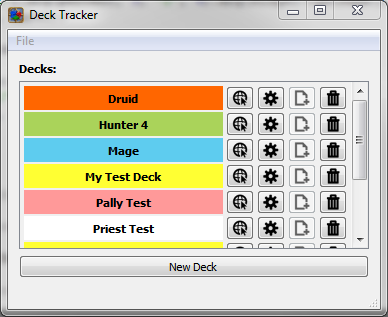 Deck Tracker
File
Decks:
Druid
Hunter 4
Mage
My Test Deck
Pally Test
Priest Test
New Deck